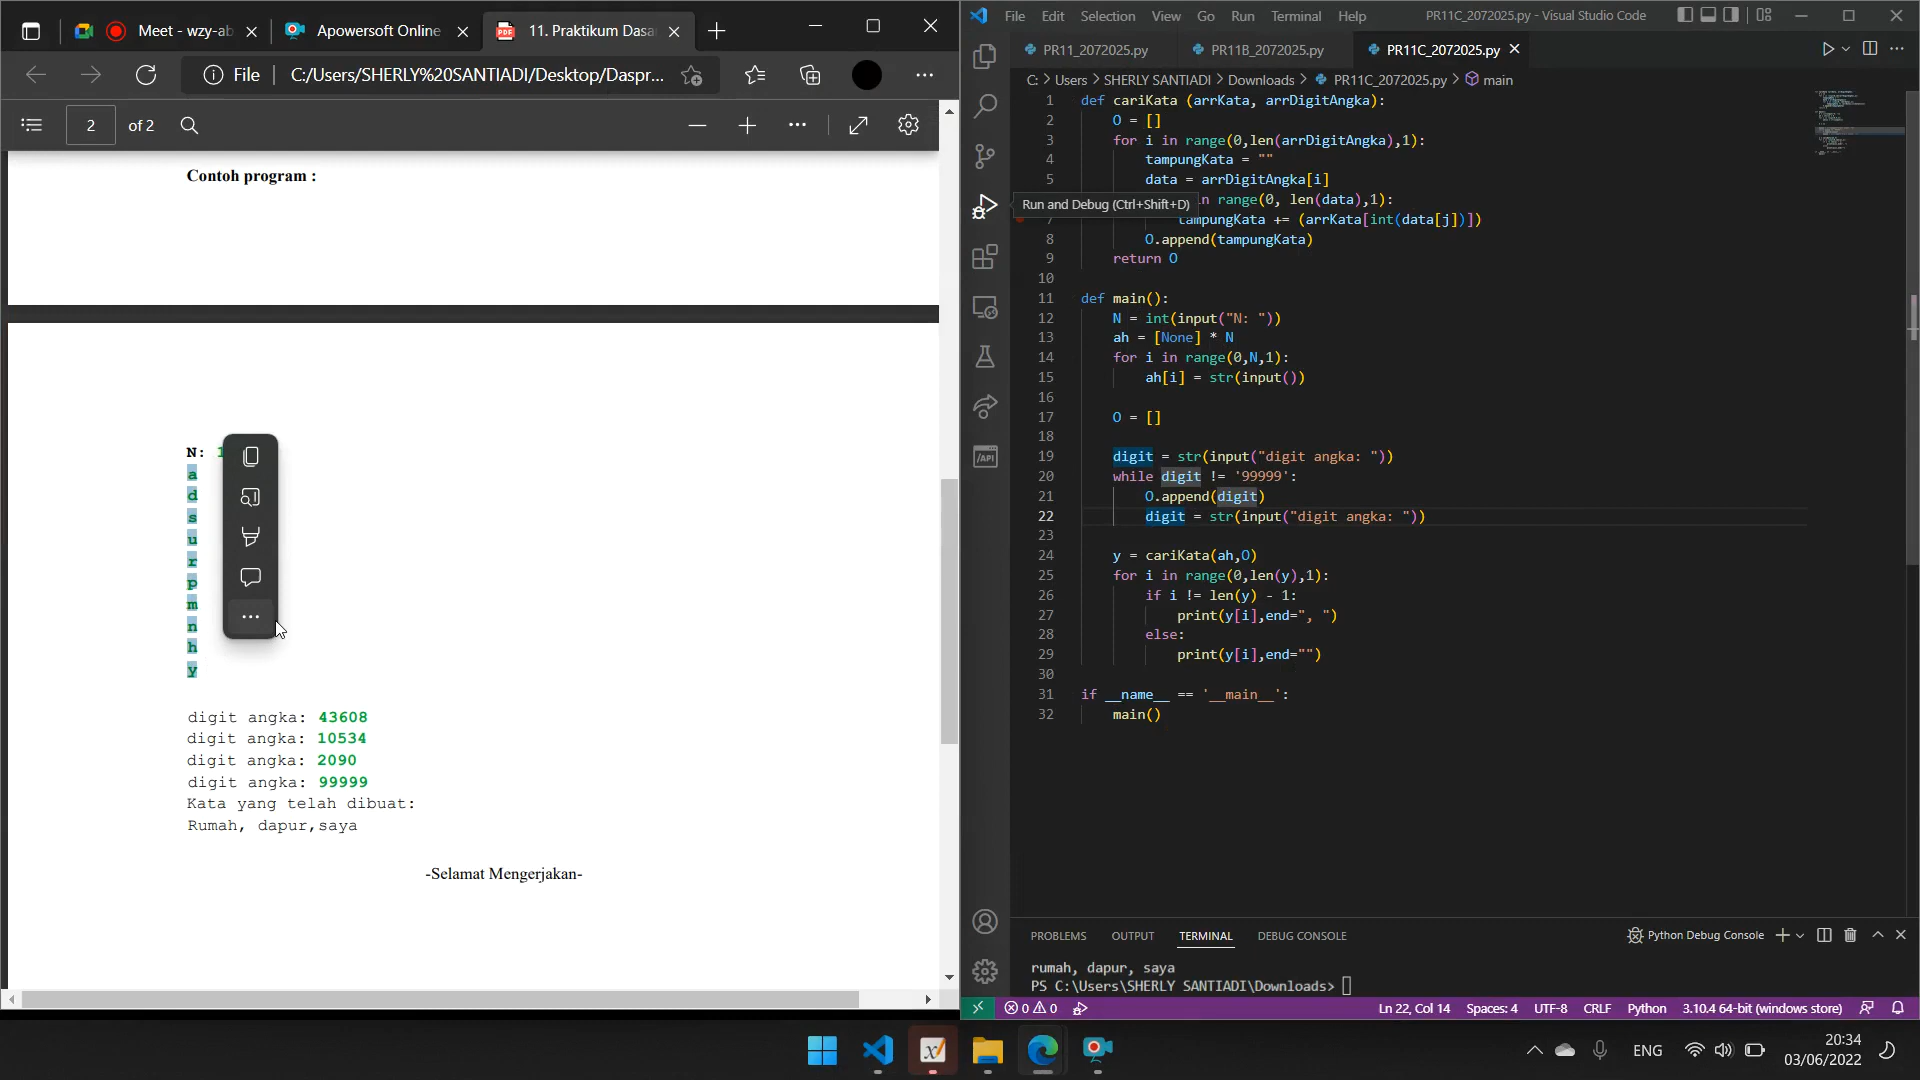 Meet - wzy-ab
Apowersoft Online
11. Praktikum Dasa
File
C:/Users/SHERLY%20SANTIADI/Desktop/Daspr...
2
of 2
Contoh program :
N: 1
a
d
s
u
r
p
m
n
h
y
digit angka: 43608
digit angka: 10534
digit angka: 2090
digit angka: 99999
Kata yang telah dibuat:
Rumah, dapur,saya
-Selamat Mengerjakan-
File Edit Selection View Go Run Terminal Help
PR11C_2072025.py - Visual Studio Code
PR11_2072025.py
PR11B_2072025.py
PR11C_2072025.py
C: > Users > SHERLY SANTIADI > Downloads > PR11C_2072025.py > main
1 def cariKata (arrKata, arrDigitAngka):
2 O = []
3 for i in range(0,len(arrDigitAngka),1):
4 tampungKata = ""
5 data = arrDigitAngka[i]
Run and Debug (Ctrl+Shift+D)
n range(0, len(data),1):
7 tampungKata += (arrKata[int(data[j])])
8 O.append(tampungKata)
9 return O
10
11 def main():
12 N = int(input("N: "))
13 ah = [None] * N
14 for i in range(0,N,1):
15 ah[i] = str(input())
16
17 O = []
18
19 digit = str(input("digit angka: "))
20 while digit != '99999':
21 O.append(digit)
22 digit = str(input("digit angka: "))
23
24 y = cariKata(ah,O)
25 for i in range(0,len(y),1):
26 if i != len(y) - 1:
27 print(y[i],end=", ")
28 else:
29 print(y[i],end="")
30
31 if __name__ == '__main__':
32 main()
PROBLEMS OUTPUT TERMINAL DEBUG CONSOLE
Python Debug Console
rumah, dapur, saya
PS C:\Users\SHERLY SANTIADI\Downloads>
0 0
Ln 22, Col 14 Spaces: 4 UTF-8 CRLF Python 3.10.4 64-bit (windows store)
ENG
20:34
03/06/2022